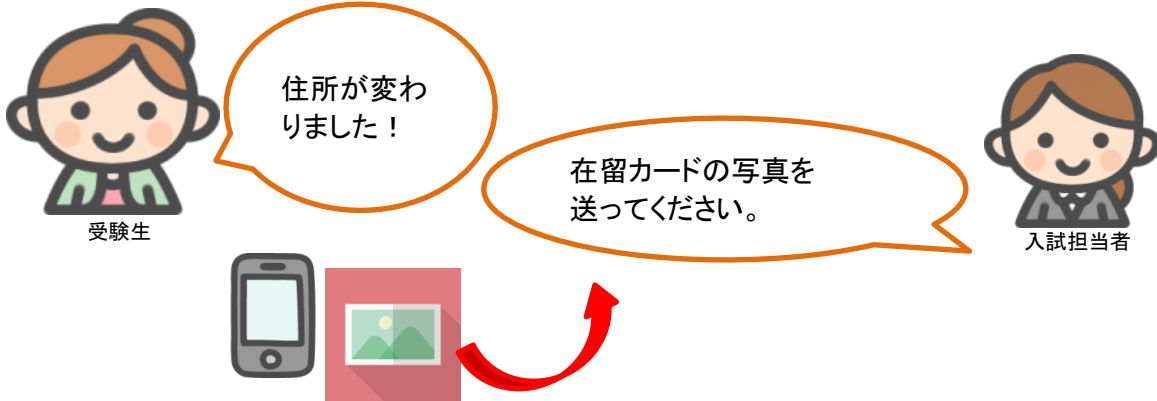 住所が変わ
りました！
受験生
在留カードの写真を
送ってください。
入試担当者